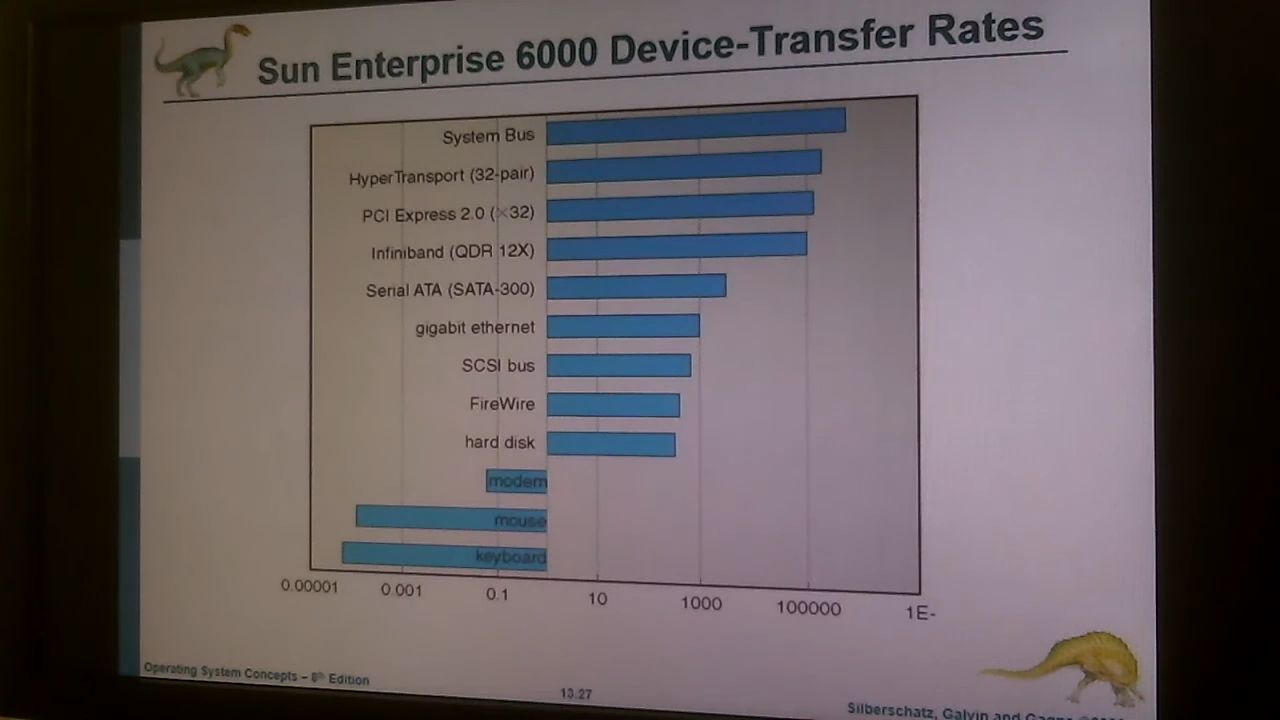 Sun Enterprise 6000 Device-Transfer Rates
System Bus
HyperTransport (32-pair)
PCI Express 2.0 (×32)
Infiniband (QDR 12X)
Serial ATA (SATA-300)
gigabit ethernet
SCSI bus
FireWire
hard disk
modem
mouse
keyboard
0.00001 0.001 0.1 10 1000 100000 1E-
Operating System Concepts – 8th Edition
13.27
Silberschatz, Galvin and Gagne